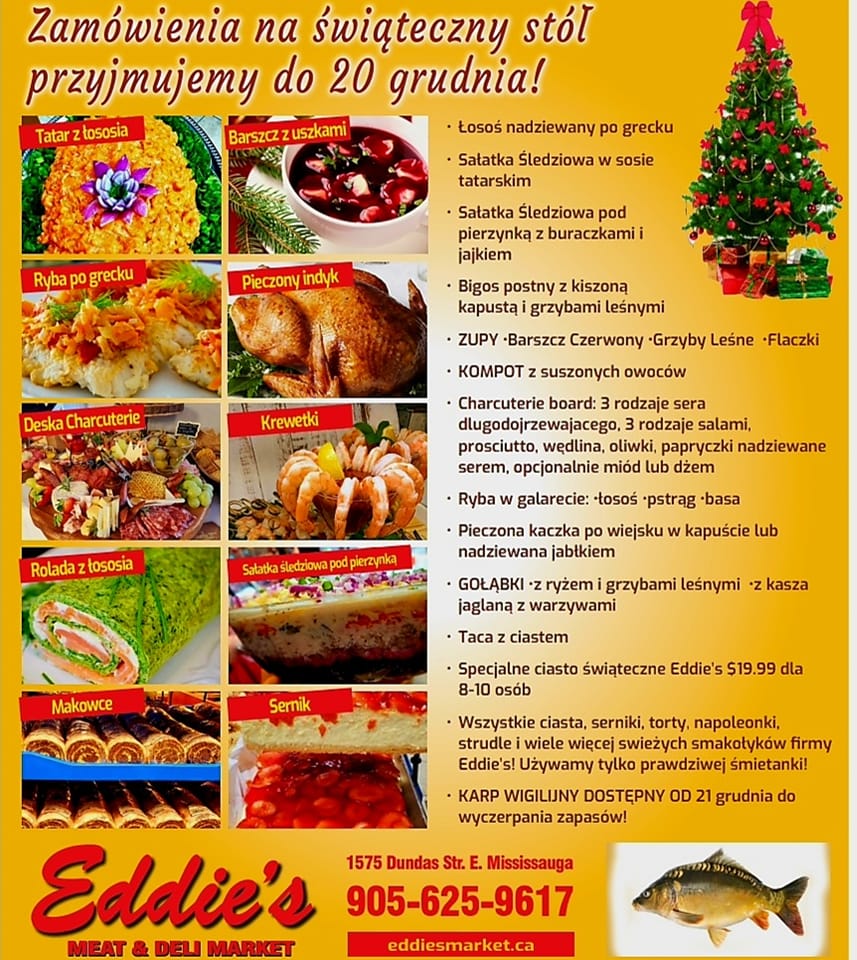 Zamówienia na świąteczny stół
przyjmujemy do 20 grudnia!
Tatar z łososia
Barszcz z uszkami
Ryba po grecku
Pieczony indyk
Deska Charcuterie
Krewetki
Rolada z łososia
Sałatka śledziowa pod pierzynką
Makowce
Sernik
• Łosoś nadziewany po grecku
• Sałatka Śledziowa w sosie
tatarskim
• Sałatka Śledziowa pod
pierzynką z buraczkami i
jajkiem
• Bigos postny z kiszoną
kapustą i grzybami leśnymi
• ZUPY •Barszcz Czerwony •Grzyby Leśne •Flaczki
• KOMPOT z suszonych owoców
• Charcuterie board: 3 rodzaje sera
dlugodojrzewajacego, 3 rodzaje salami,
prosciutto, wędlina, oliwki, papryczki nadziewane
serem, opcjonalnie miód lub dżem
• Ryba w galarecie: •łosoś •pstrąg •basa
• Pieczona kaczka po wiejsku w kapuście lub
nadziewana jabłkiem
• GOŁĄBKI •z ryżem i grzybami leśnymi •z kasza
jaglaną z warzywami
• Taca z ciastem
• Specjalne ciasto świąteczne Eddie's $19.99 dla
8-10 osób
• Wszystkie ciasta, serniki, torty, napoleonki,
strudle i wiele więcej swieżych smakołyków firmy
Eddie's! Używamy tylko prawdziwej śmietanki!
• KARP WIGILIJNY DOSTĘPNY OD 21 grudnia do
wyczerpania zapasów!
Eddie's
MEAT & DELI MARKET
1575 Dundas Str. E. Mississauga
905-625-9617
eddiesmarket.ca